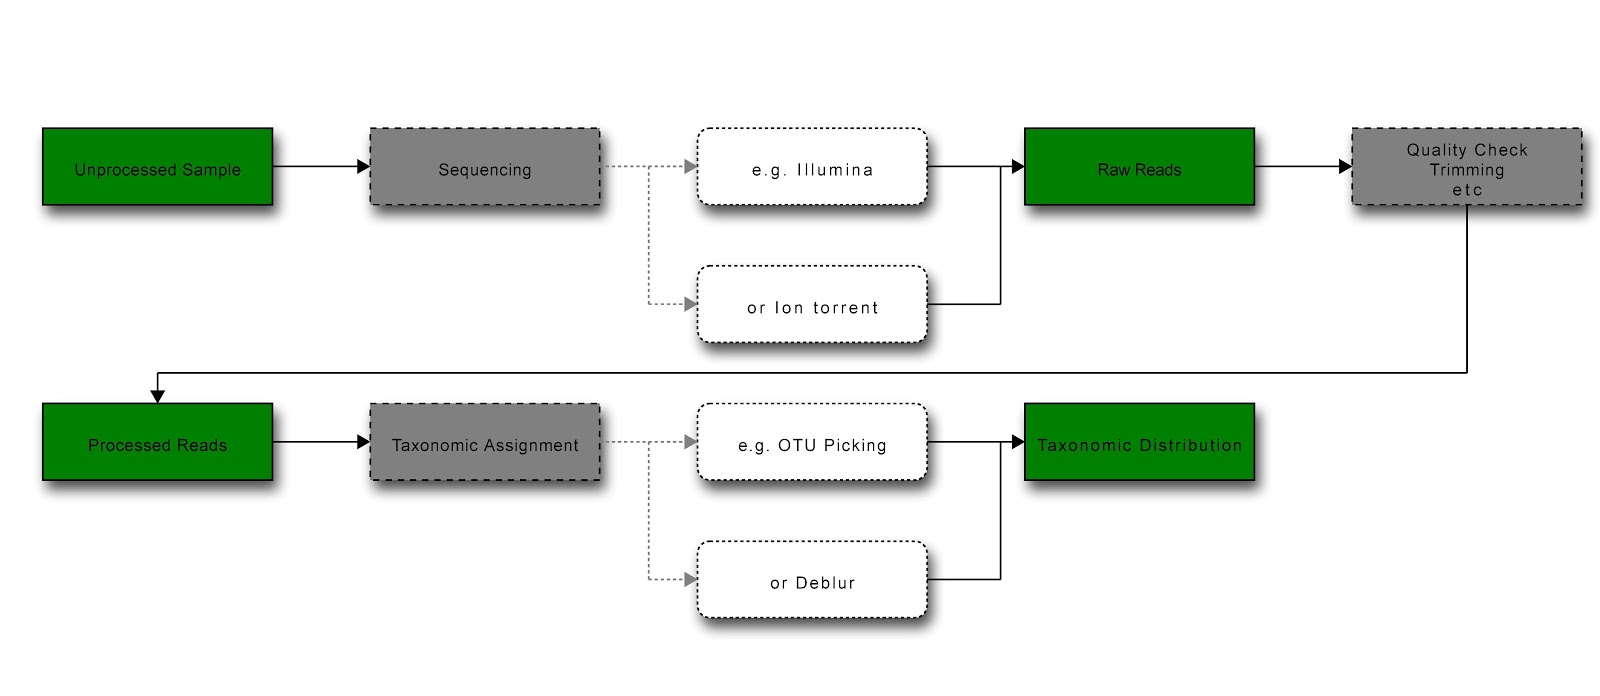 Unprocessed Sample
Sequencing
e.g. Illumina
Raw Reads
Quality Check
Trimming
etc
or Ion torrent
Processed Reads
Taxonomic Assignment
e.g. OTU Picking
Taxonomic Distribution
or Deblur